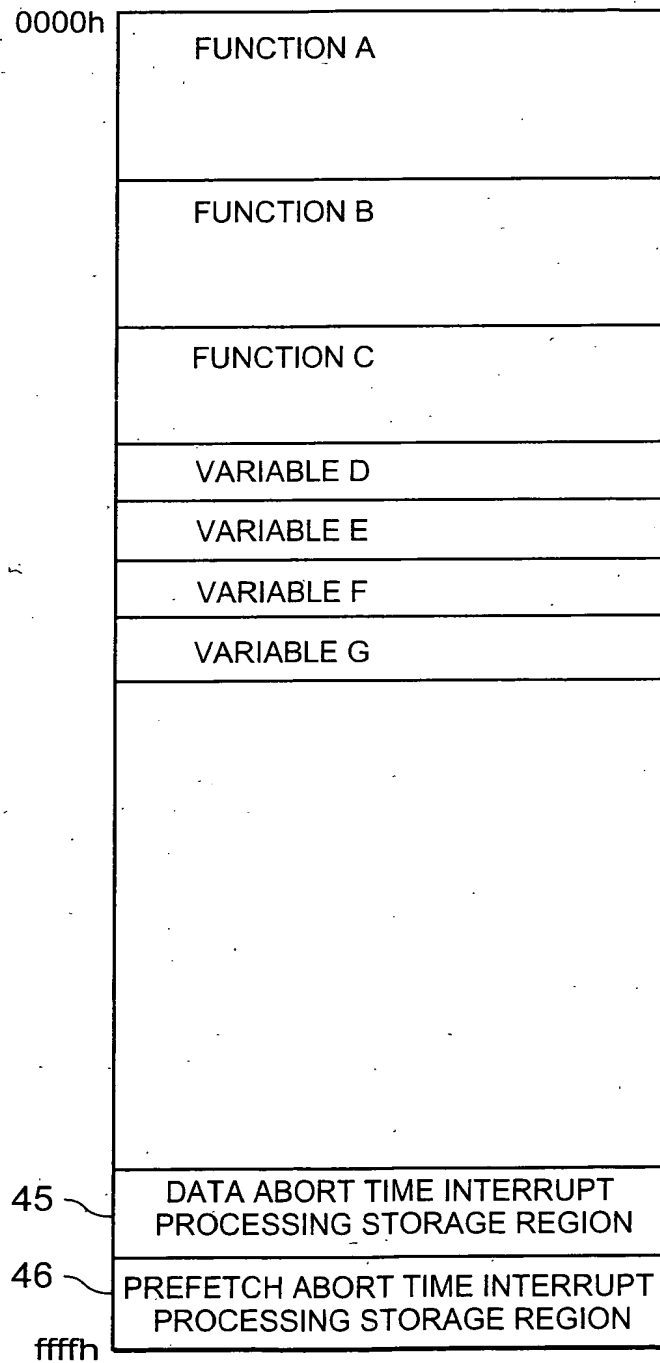 0000h
FUNCTION A
FUNCTION B
FUNCTION C
VARIABLE D
VARIABLE E
VARIABLE F
VARIABLE G
45
DATA ABORT TIME INTERRUPT
PROCESSING STORAGE REGION
46
PREFETCH ABORT TIME INTERRUPT
PROCESSING STORAGE REGION
ffffh